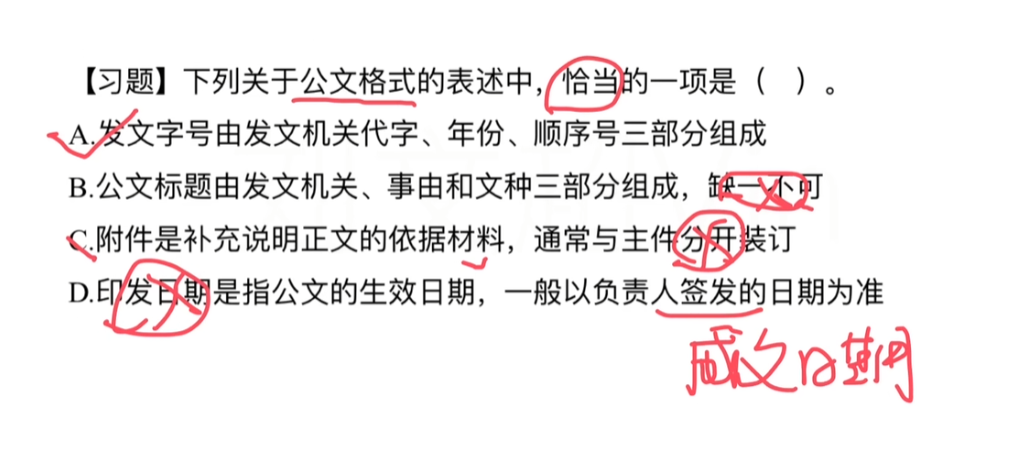 【习题】下列关于公文格式的表述中，恰当的一项是（ ）。
A.发文字号由发文机关代字、年份、顺序号三部分组成
B.公文标题由发文机关、事由和文种三部分组成，缺一不可
C.附件是补充说明正文的依据材料，通常与主件分开装订
D.印发日期是指公文的生效日期，一般以负责人签发的日期为准
成文日期